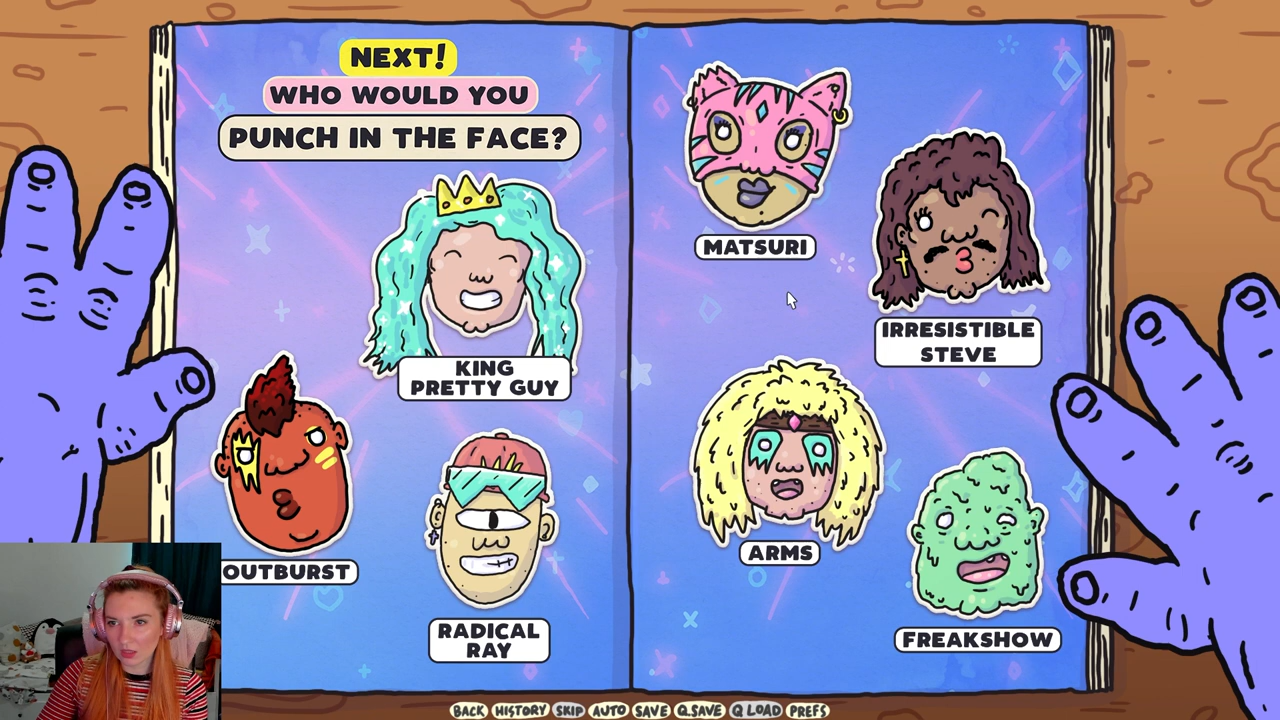 NEXT!
WHO WOULD YOU
PUNCH IN THE FACE?
KING
PRETTY GUY
OUTBURST
RADICAL
RAY
MATSURI
IRRESISTIBLE
STEVE
ARMS
FREAKSHOW
BACK HISTORY SKIP AUTO SAVE Q.SAVE Q LOAD PREFS